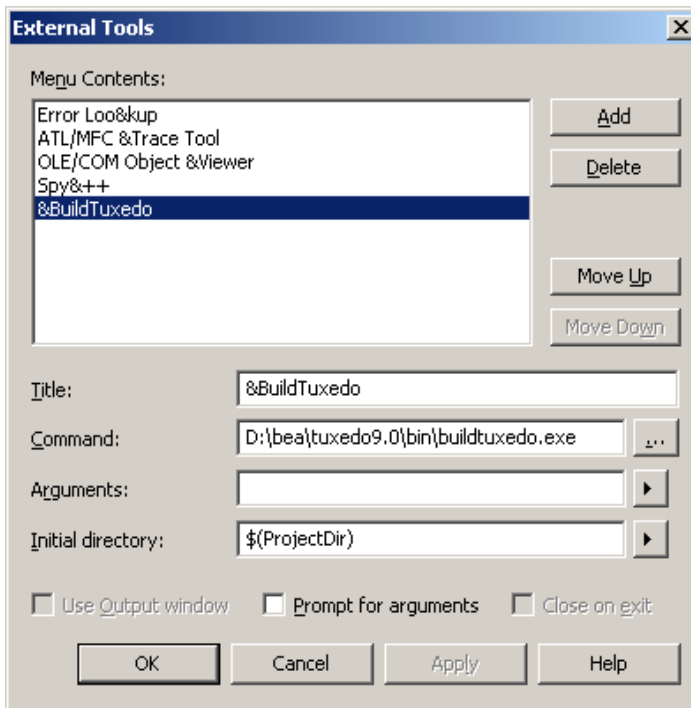 External Tools
Menu Contents:
Error Loo&kup
ATL/MFC &Trace Tool
OLE/COM Object &Viewer
Spy&++
&BuildTuxedo
Add
Delete
Move Up
Move Down
Title:
&BuildTuxedo
Command:
D:\bea\tuxedo9.0\bin\buildtuxedo.exe
...
Arguments:
Initial directory:
$(ProjectDir)
Use Output window
Prompt for arguments
Close on exit
OK
Cancel
Apply
Help